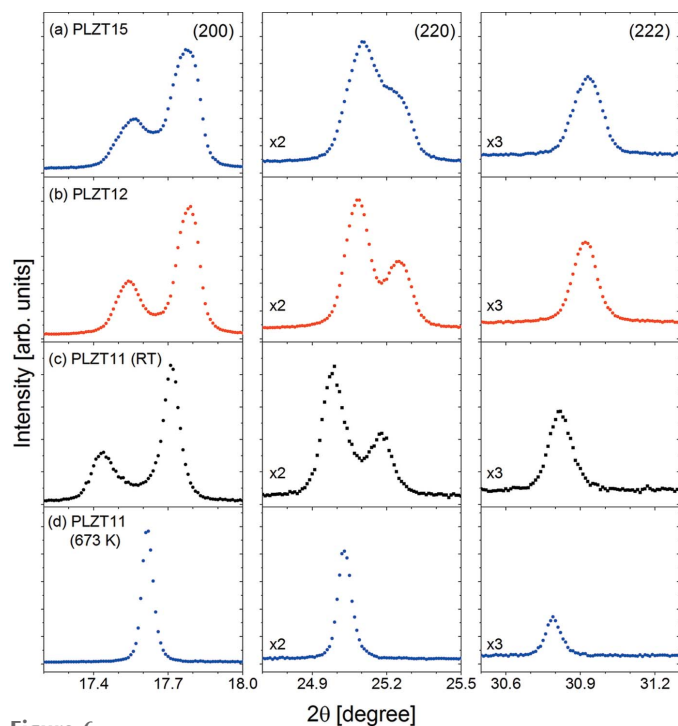 (a) PLZT15 (200) (220) (222)
x2 x3
(b) PLZT12
x2 x3
Intensity [arb. units]
(c) PLZT11 (RT)
x2 x3
(d) PLZT11
(673 K)
x2 x3
17.4 17.7 18.0 24.9 25.2 25.5 30.6 30.9 31.2
2θ [degree]